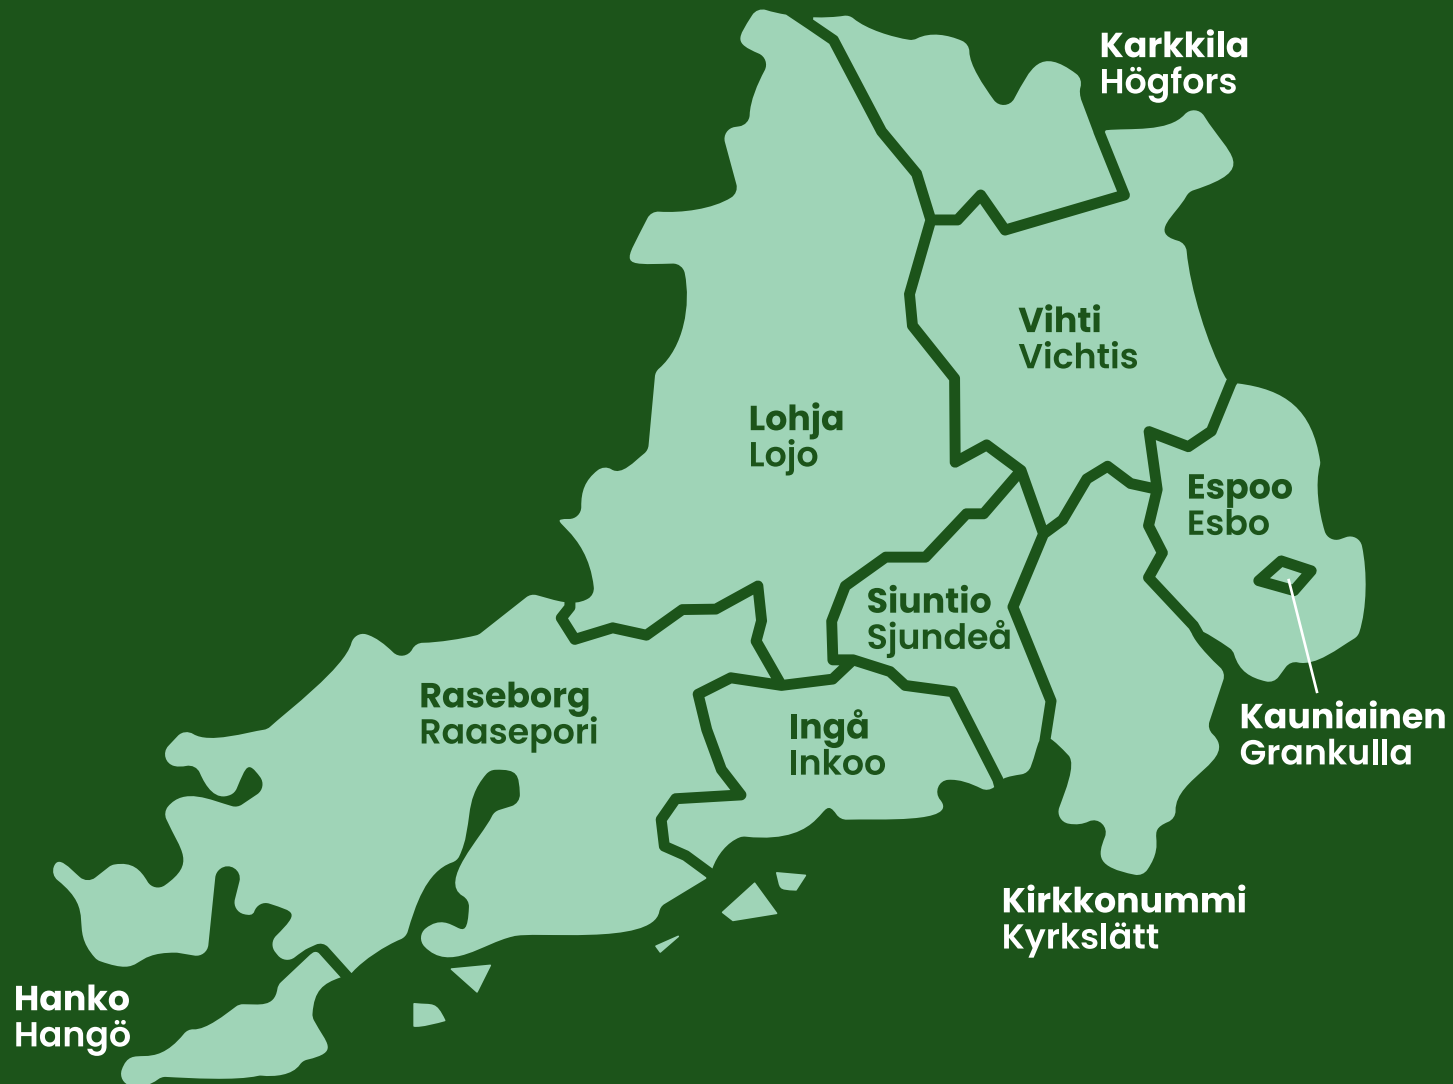 Karkkila
Högfors
Vihti
Vichtis
Lohja
Lojo
Espoo
Esbo
Siuntio
Sjundeå
Raseborg
Raasepori
Ingå
Inkoo
Kauniainen
Grankulla
Kirkkonummi
Kyrkslätt
Hanko
Hangö